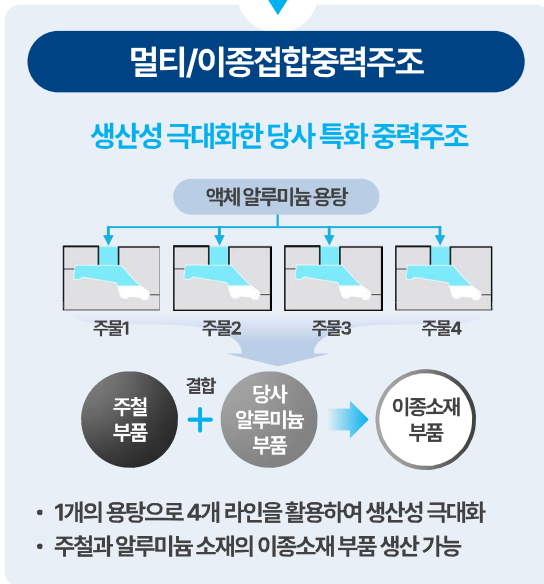 멀티/이종접합중력주조
생산성 극대화한 당사 특화 중력주조
액체 알루미늄 용탕
주물1 주물2 주물3 주물4
주철
부품
결합
+
당사
알루미늄
부품
이종소재
부품
• 1개의 용탕으로 4개 라인을 활용하여 생산성 극대화
• 주철과 알루미늄 소재의 이종소재 부품 생산 가능